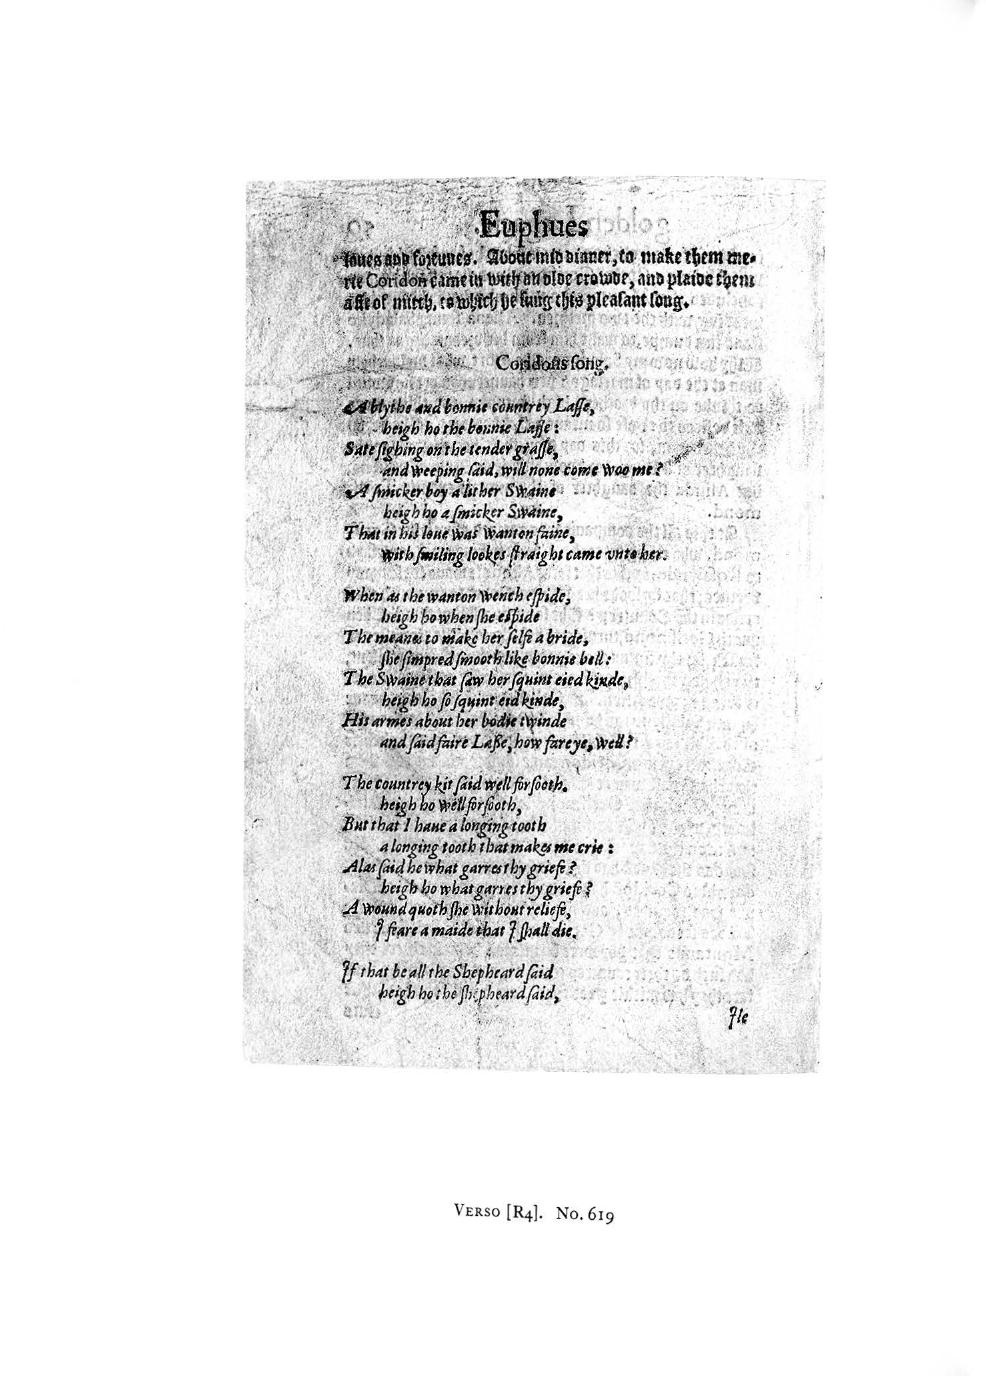 Euphues
loues and fortunes. About mid dinner, to make them me-
rie Coridon came in with an olde crowde, and plaide them
a fit of mirth, to which he sung this pleasant song.
Coridons song.
A blythe and bonnie countrey Lasse,
heigh ho the bonnie Lasse:
Sate sighing on the tender grasse,
and weeping said, will none come woo me?
A smicker boy a lither Swaine
heigh ho a smicker Swaine,
That in his loue was wanton faine,
with smiling lookes straight came vnto her.
When as the wanton wench espide,
heigh ho when she espide
The meanes to make her selfe a bride,
she simpred smooth like bonnie bell:
The Swaine that saw her squint eied kinde,
heigh ho so squint eid kinde,
His armes about her bodie twinde
and said faire Lasse, how fare ye, well?
The countrey kit said well forsooth.
heigh ho well forsooth,
But that I haue a longing tooth
a longing tooth that makes me crie:
Alas said he what garres thy griefe?
heigh ho what garres thy griefe?
A wound quoth she without reliefe,
I feare a maide that I shall die.
If that be all the Shepheard said
heigh ho the shepheard said,
Ile
Verso [R4]. No. 619